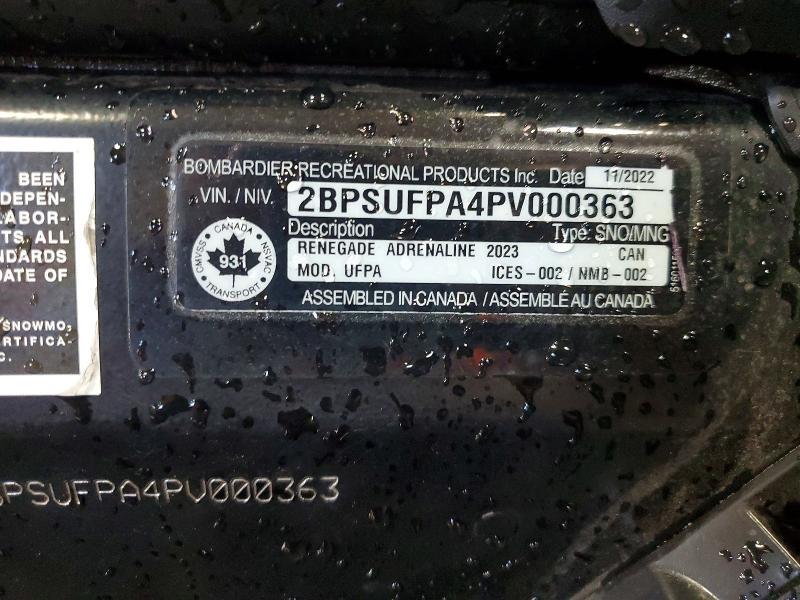 BEEN
DEPEN-
LABOR-
TS ALL
NDARDS
DATE OF
SNOWMO
CERTIFICA-
C.
BOMBARDIER RECREATIONAL PRODUCTS Inc. Date 11/2022
VIN. / NIV. 2BPSUFPA4PV000363
Description Type: SNO/MNG
RENEGADE ADRENALINE 2023 CAN
MOD. UFPA ICES-002 / NMB-002
ASSEMBLED IN CANADA / ASSEMBLÉ AU CANADA
CANADA
CMVSS
NSVAC
931
TRANSPORT
BPSUFPA4PV000363